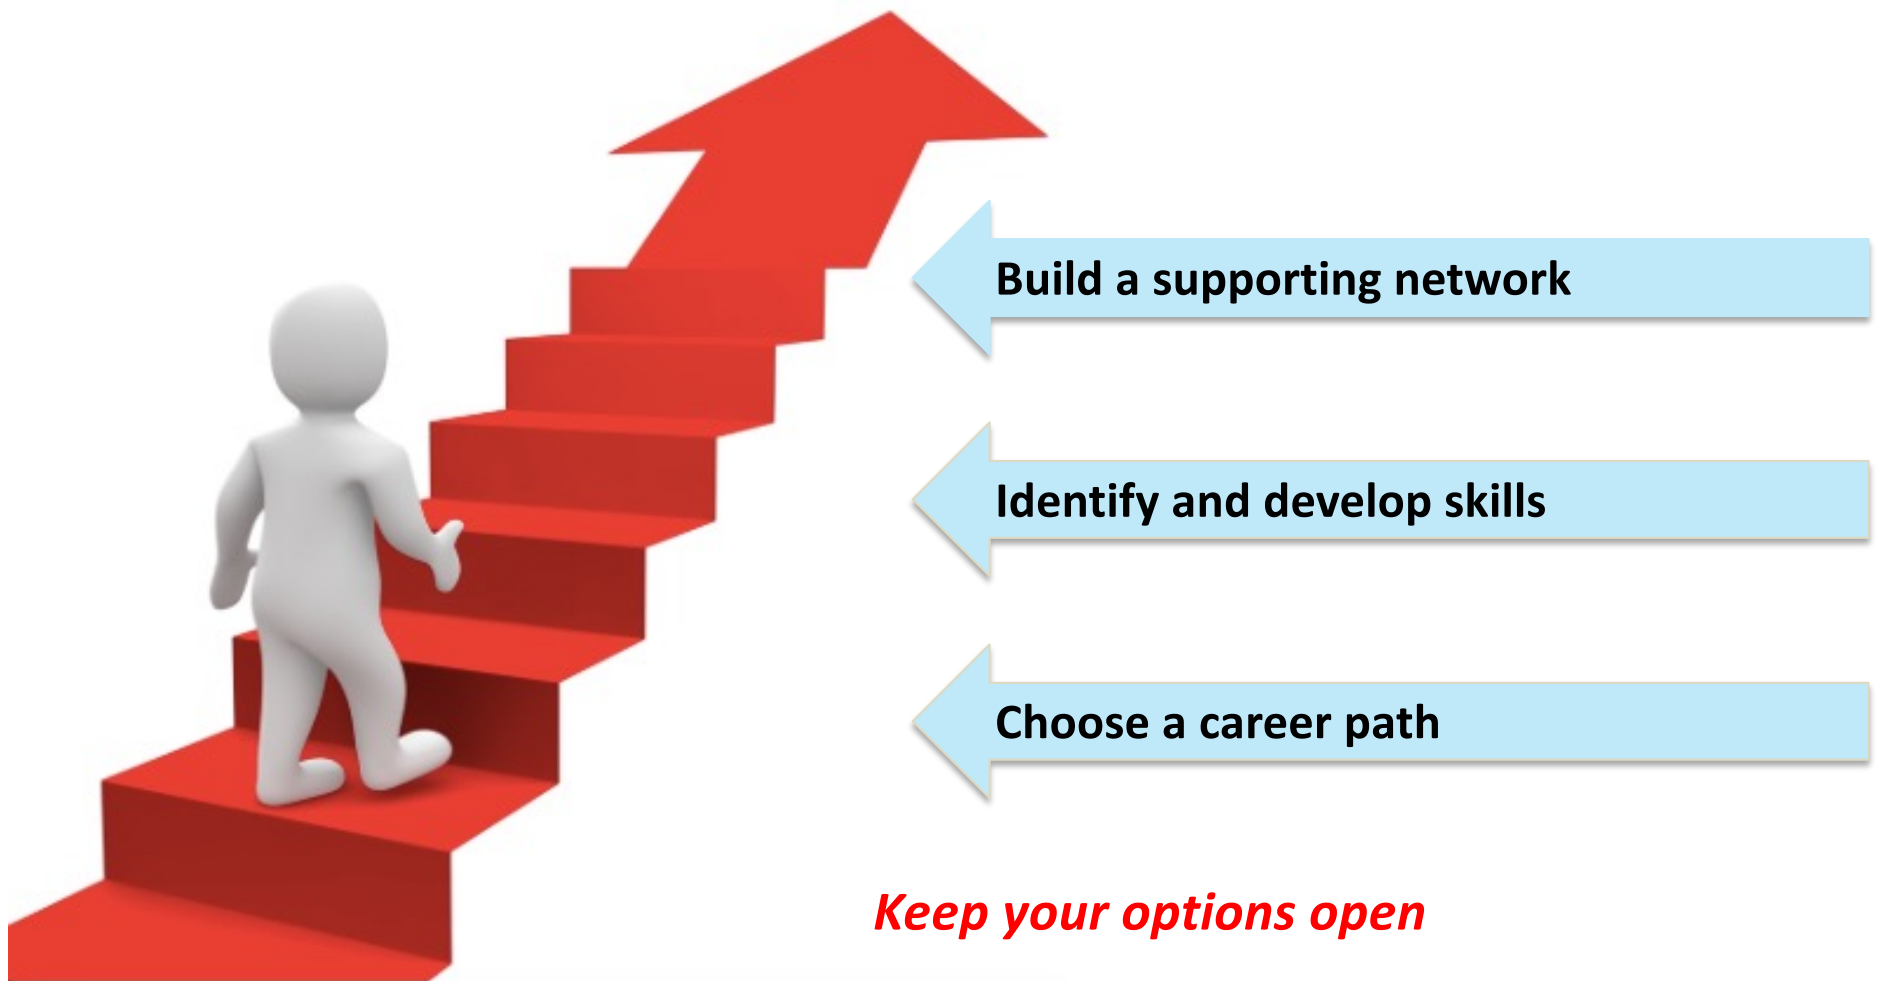 Build a supporting network
Identify and develop skills
Choose a career path
Keep your options open